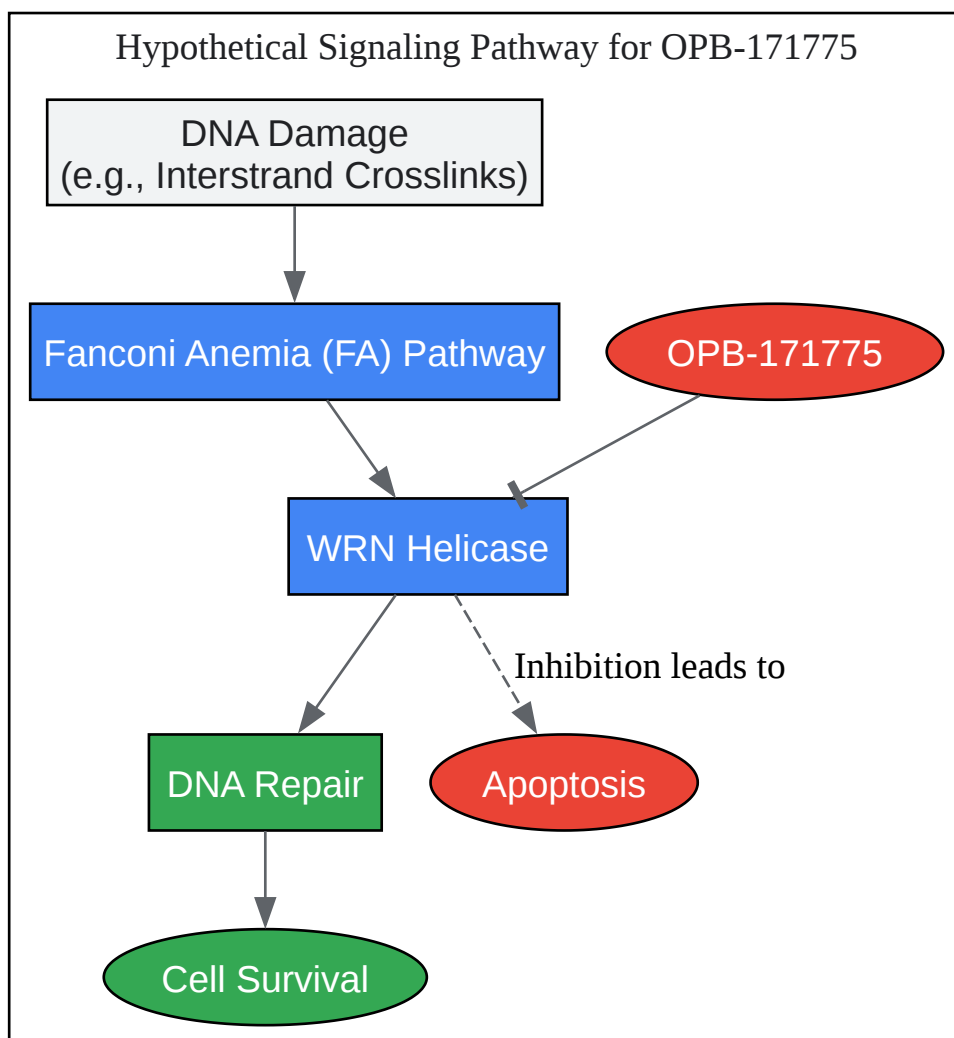 Hypothetical Signaling Pathway for OPB-171775
DNA Damage
(e.g., Interstrand Crosslinks)
Fanconi Anemia (FA) Pathway
OPB-171775
WRN Helicase
Inhibition leads to
DNA Repair
Apoptosis
Cell Survival